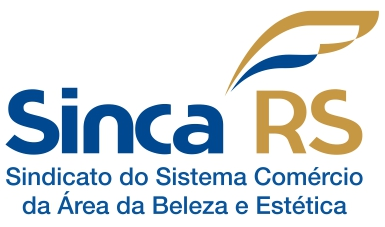 Sinca RS
Sindicato do Sistema Comércio
da Área da Beleza e Estética